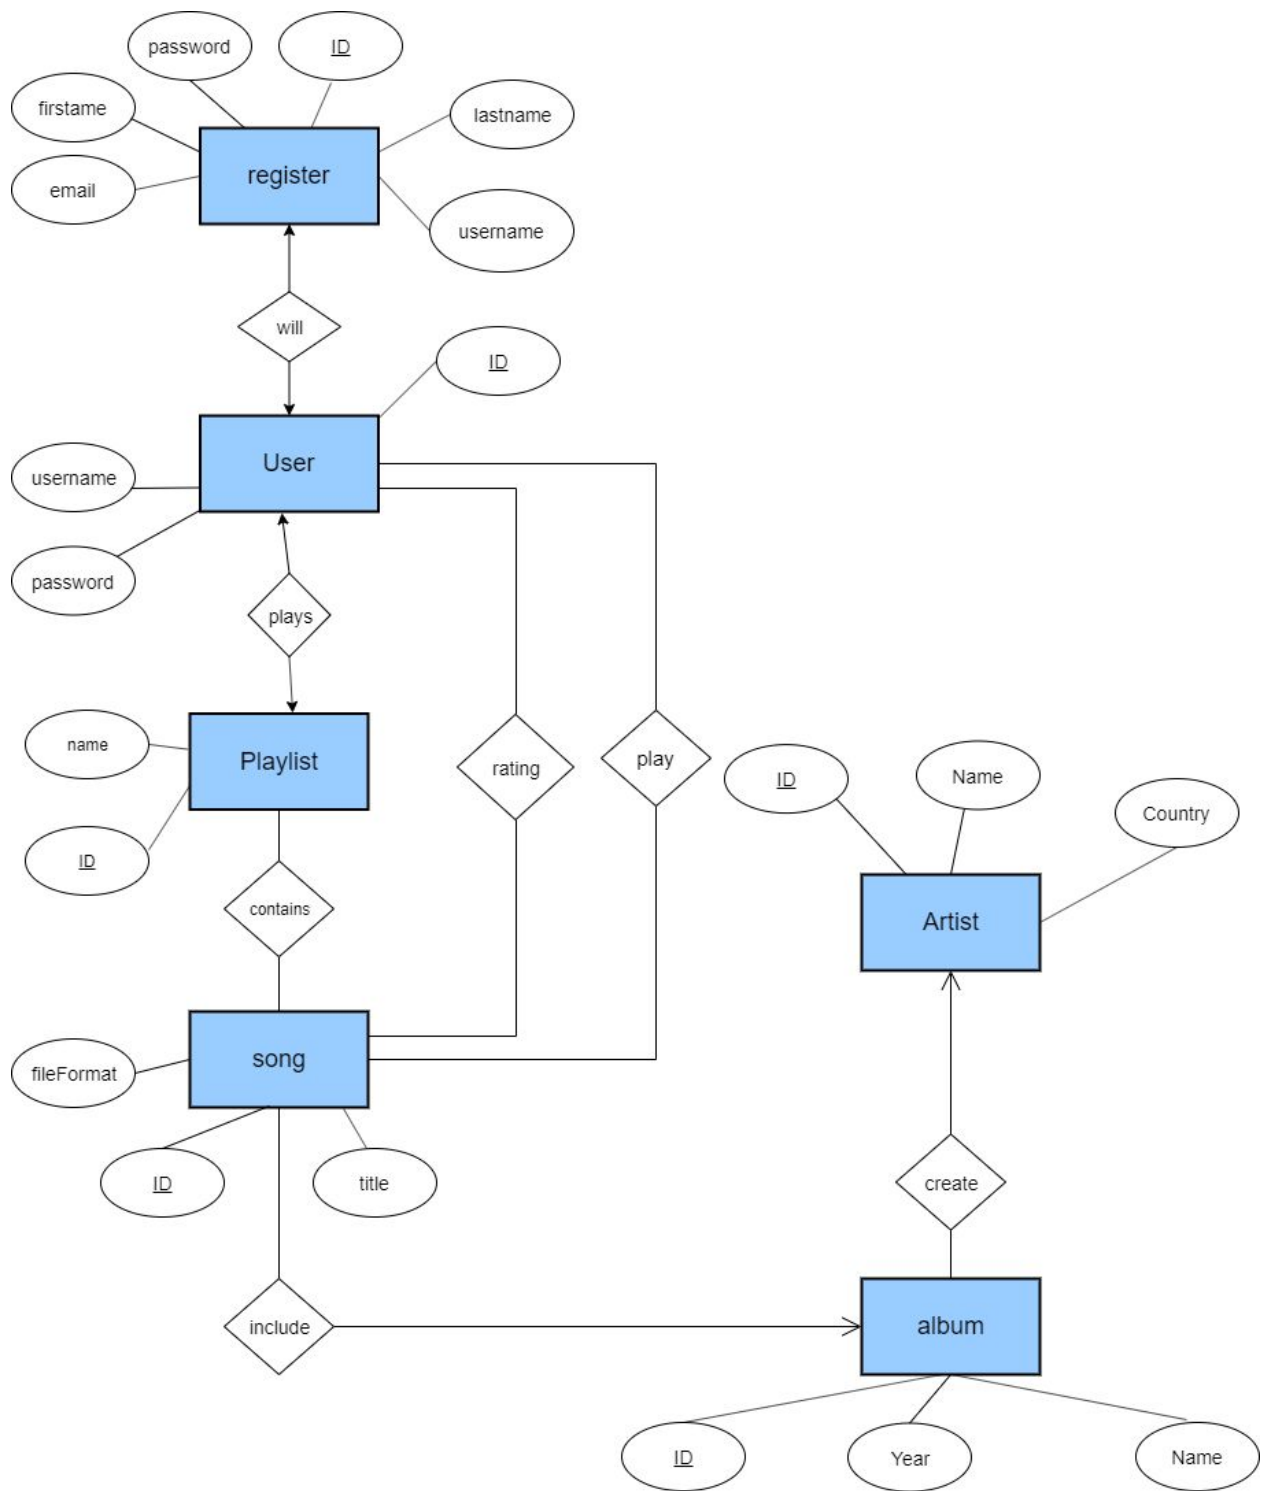 password
ID
firstame
lastname
register
email
username
will
ID
User
username
password
plays
name
Playlist
rating
play
ID
Name
Country
ID
contains
Artist
song
fileFormat
ID
title
create
include
album
ID
Year
Name